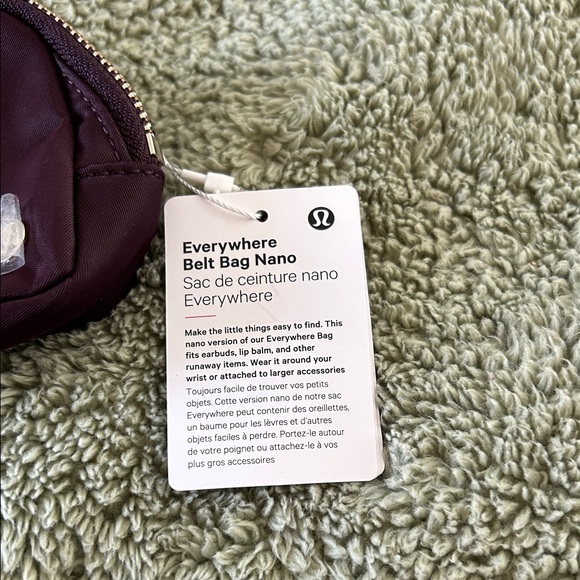 Everywhere
Belt Bag Nano
Sac de ceinture nano
Everywhere
Make the little things easy to find. This
nano version of our Everywhere Bag
fits earbuds, lip balm, and other
runaway items. Wear it around your
wrist or attached to larger accessories
Toujours facile de trouver vos petits
objets. Cette version nano de notre sac
Everywhere peut contenir des oreillettes,
un baume pour les lèvres et d'autres
objets faciles à perdre. Portez-le autour
de votre poignet ou attachez-le à vos
plus gros accessoires